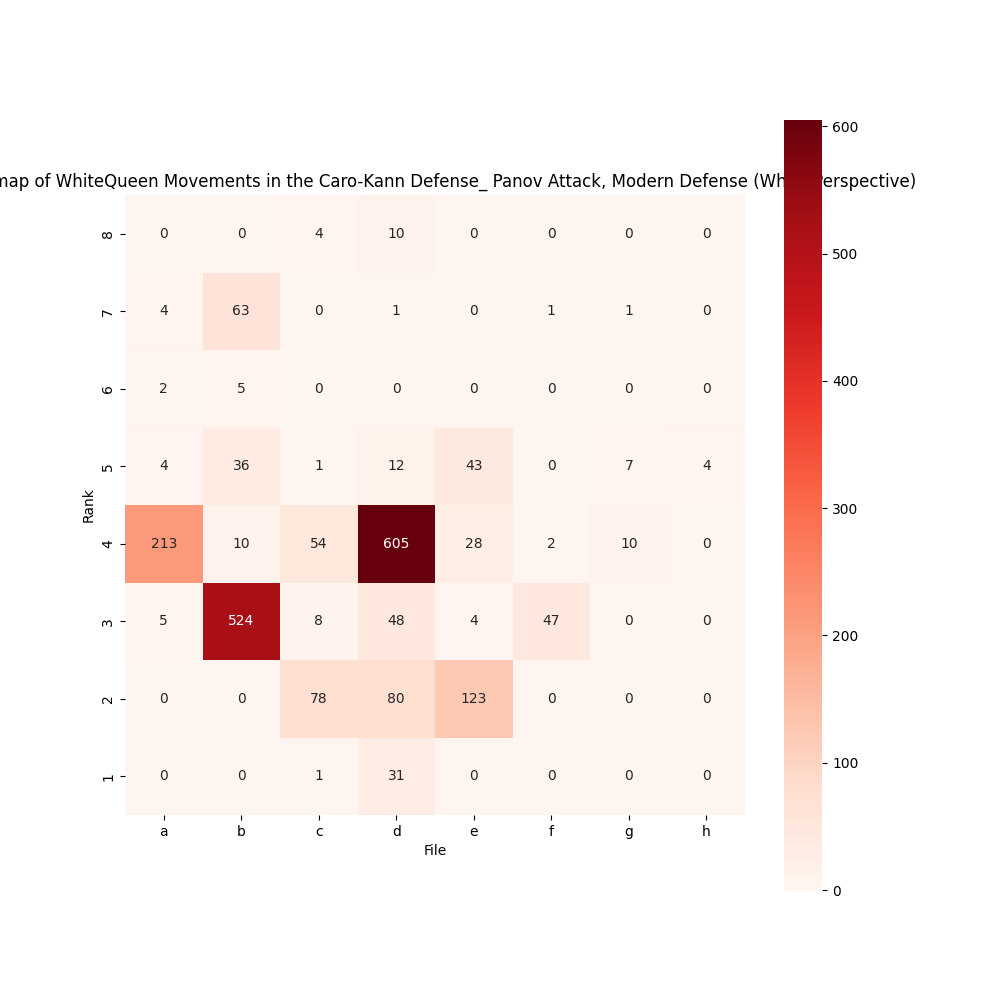 of WhiteQueen Movements in the Caro-Kann Defense_ Panov Attack, Modern Defense
8 0 0 4 10 0 0 0 0
7 4 63 0 1 0 1 1 0
6 2 5 0 0 0 0 0 0
5 4 36 1 12 43 0 7 4
Rank
4 213 10 54 605 28 2 10 0
3 5 524 8 48 4 47 0 0
2 0 0 78 80 123 0 0 0
1 0 0 1 31 0 0 0 0
a b c d e f g h
File
600
500
400
300
200
100
0